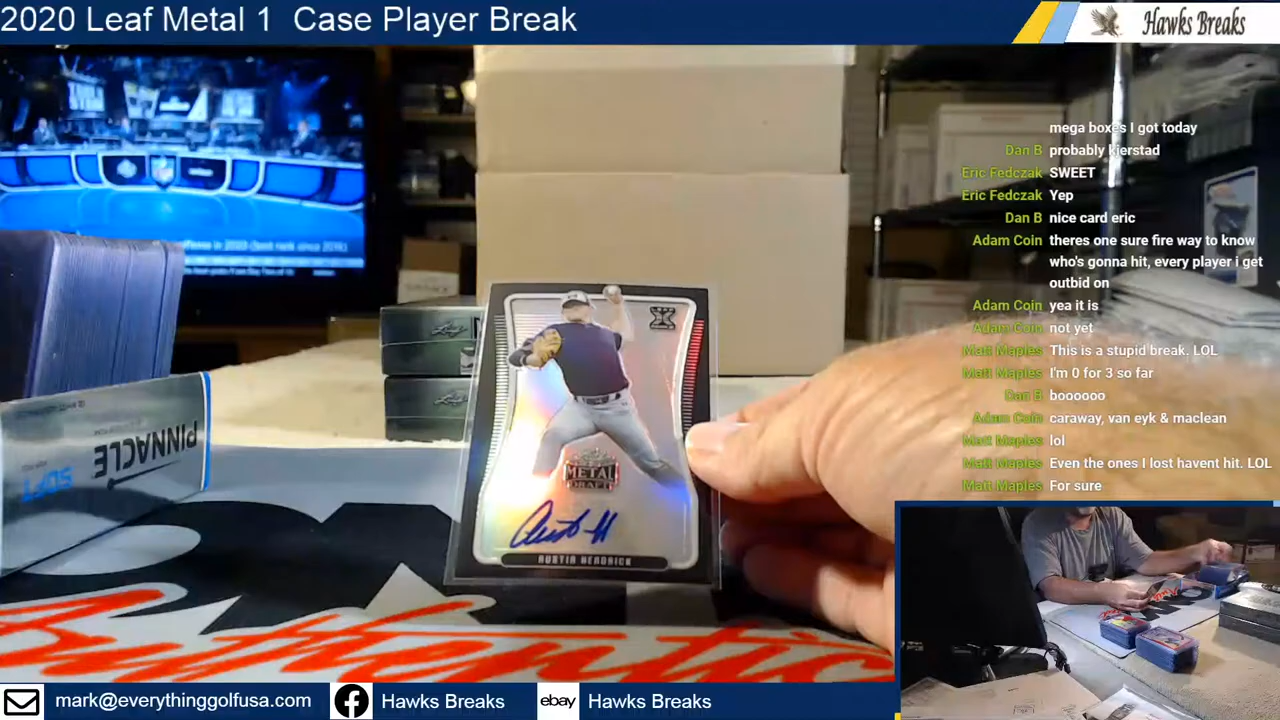 2020 Leaf Metal 1 Case Player Break
Hawks Breaks
mega boxes I got today
Dan B probably kierstad
Eric Fedczak SWEET
Eric Fedczak Yep
Dan B nice card eric
Adam Coin theres one sure fire way to know
who's gonna hit, every player i get
outbid on
Adam Coin yea it is
Adam Coin not yet
Matt Maples This is a stupid break. LOL
Matt Maples I'm 0 for 3 so far
Dan B boooooo
Adam Coin caraway, van eyk & maclean
Matt Maples lol
Matt Maples Even the ones I lost havent hit. LOL
Matt Maples For sure
Leaf
PINNACLE
SOFT
METAL
DRAFT
AUSTIN HENDRICK
Authentic
mark@everythinggolfusa.com
Hawks Breaks
ebay Hawks Breaks